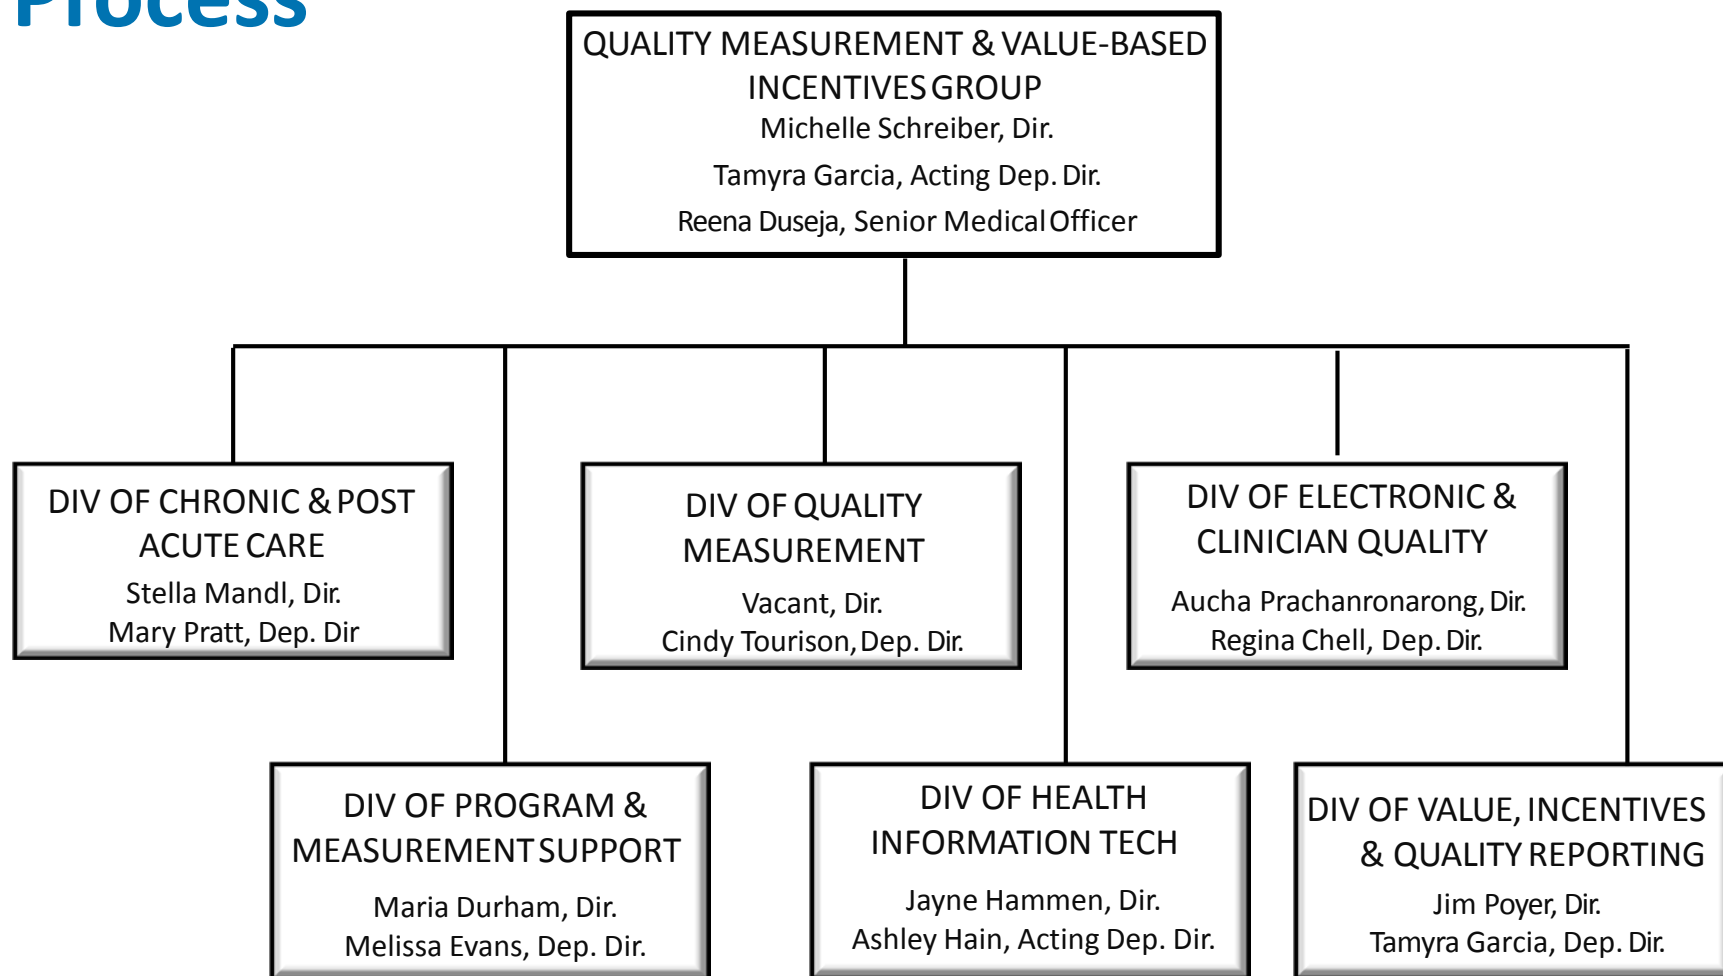 Process
QUALITY MEASUREMENT & VALUE-BASED
INCENTIVES GROUP
Michelle Schreiber, Dir.
Tamyra Garcia, Acting Dep. Dir.
Reena Duseja, Senior Medical Officer
DIV OF CHRONIC & POST
ACUTE CARE
Stella Mandl, Dir.
Mary Pratt, Dep. Dir
DIV OF QUALITY
MEASUREMENT
Vacant, Dir.
Cindy Tourison, Dep. Dir.
DIV OF ELECTRONIC &
CLINICIAN QUALITY
Aucha Prachanronarong, Dir.
Regina Chell, Dep. Dir.
DIV OF PROGRAM &
MEASUREMENT SUPPORT
Maria Durham, Dir.
Melissa Evans, Dep. Dir.
DIV OF HEALTH
INFORMATION TECH
Jayne Hammen, Dir.
Ashley Hain, Acting Dep. Dir.
DIV OF VALUE, INCENTIVES
& QUALITY REPORTING
Jim Poyer, Dir.
Tamyra Garcia, Dep. Dir.